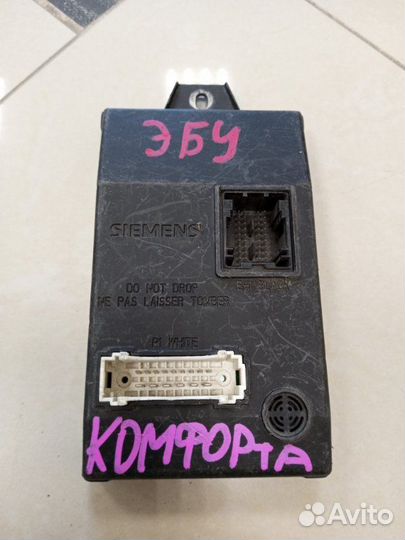 ЭБУ
SIEMENS
DO NOT DROP
NE PAS LAISSER TOMBER
P1 WHITE
КОМФОРТА
Avito